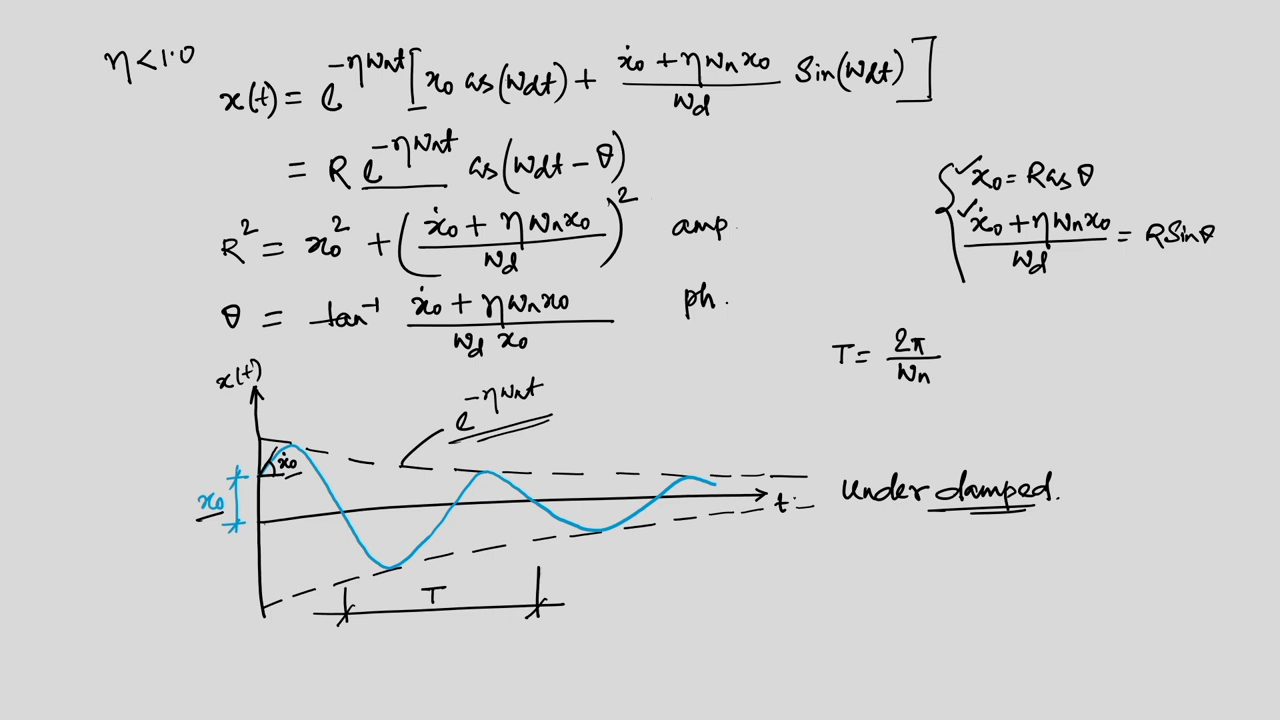 η < 1.0
x(t) = e^{-ηω_n t} [ x₀ cos(ω_d t) + (ẋ₀ + ηω_n x₀)/ω_d Sin(ω_d t) ]
= R e^{-ηω_n t} cos(ω_d t - θ)
R² = x₀² + ( (ẋ₀ + ηω_n x₀)/ω_d )² amp.
θ = tan⁻¹ (ẋ₀ + ηω_n x₀)/(ω_d x₀) ph.
x₀ = R cos θ
(ẋ₀ + ηω_n x₀)/ω_d = R Sin θ
T = 2π/ω_n
x(t)
e^{-ηω_n t}
ẋ₀
x₀
t.
Under damped.
T